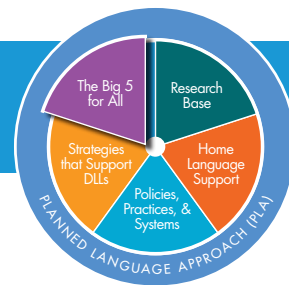 The Big 5
for All
Research
Base
Strategies
that Support
DLLs
Home
Language
Support
Policies,
Practices, &
Systems
PLANNED LANGUAGE APPROACH (PLA)